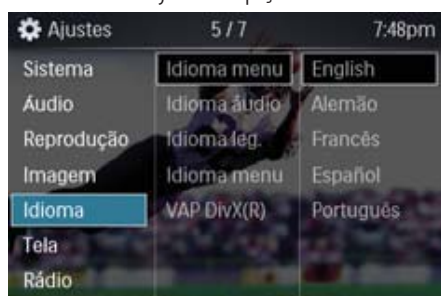 Ajustes 5 / 7 7:48pm
Sistema Idioma menu English
Áudio Idioma áudio Alemão
Reprodução Idioma leg. Francês
Imagem Idioma menu Español
Idioma VAP DivX(R) Português
Tela
Rádio